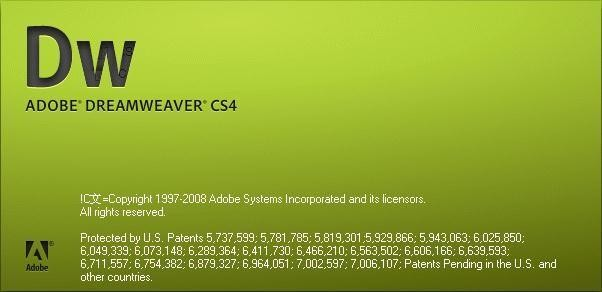 Dw
ADOBE® DREAMWEAVER® CS4
!C文=Copyright 1997-2008 Adobe Systems Incorporated and its licensors.
All rights reserved.
Protected by U.S. Patents 5,737,599; 5,781,785; 5,819,301;5,929,866; 5,943,063; 6,025,850;
6,049,339; 6,073,148; 6,289,364; 6,411,730; 6,466,210; 6,563,502; 6,606,166; 6,639,593;
6,711,557; 6,754,382; 6,879,327; 6,964,051; 7,002,597; 7,006,107; Patents Pending in the U.S. and
other countries.
Adobe